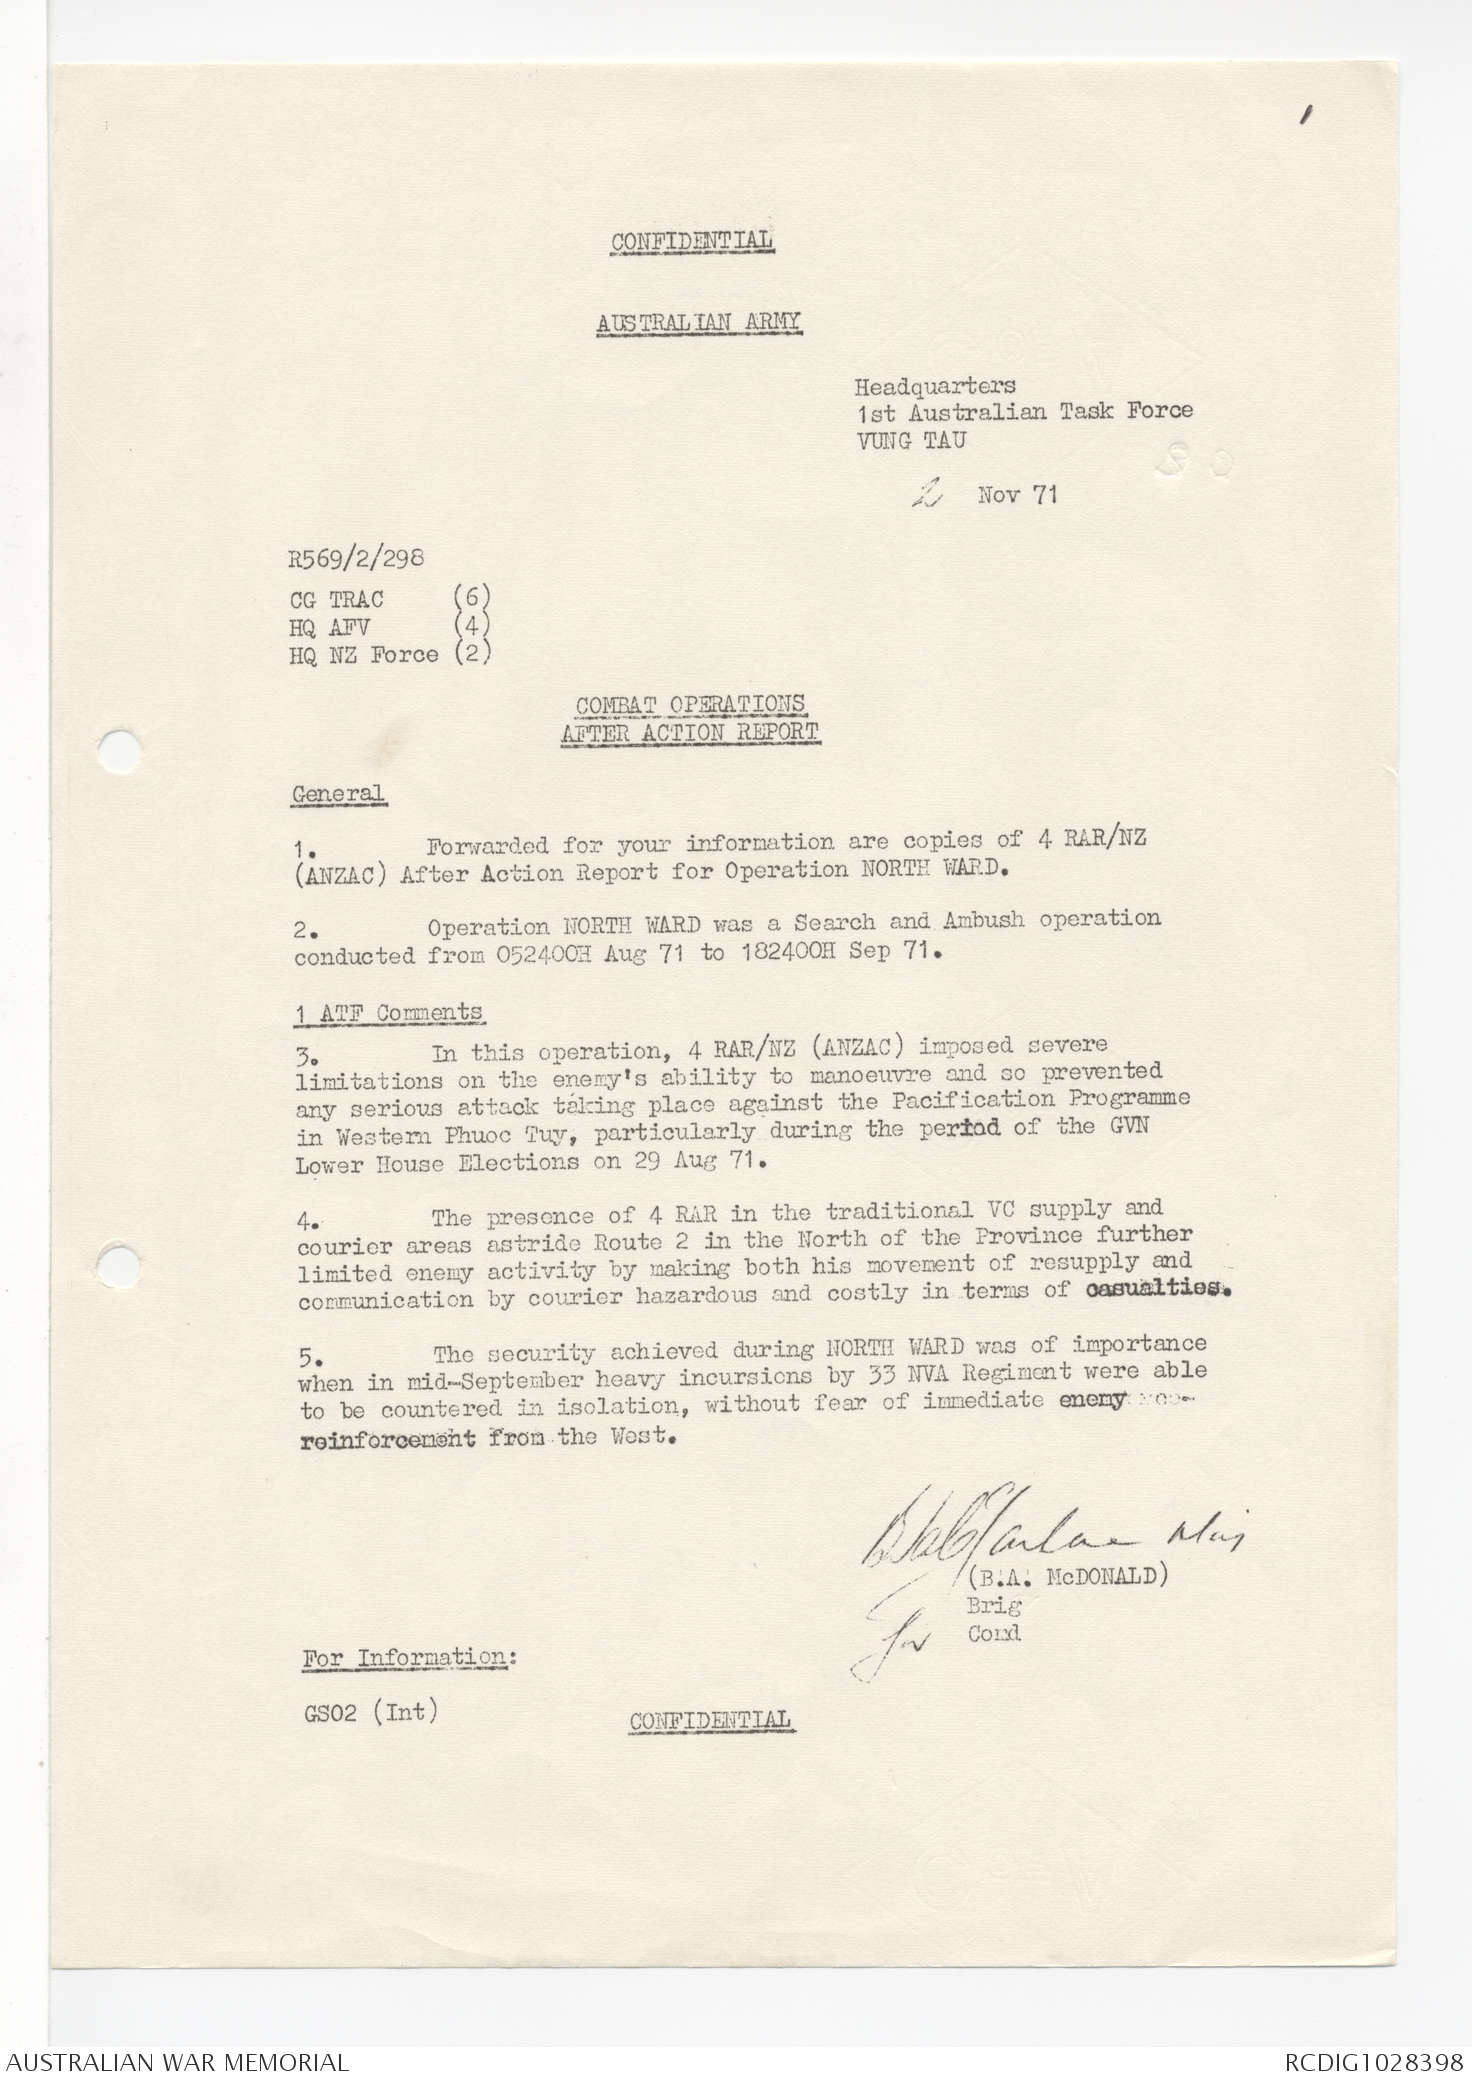 1
CONFIDENTIAL
AUSTRALIAN ARMY
Headquarters
1st Australian Task Force
VUNG TAU
2 Nov 71
R569/2/298
CG TRAC (6)
HQ AFV (4)
HQ NZ Force (2)
COMBAT OPERATIONS
AFTER ACTION REPORT
General
1. Forwarded for your information are copies of 4 RAR/NZ
(ANZAC) After Action Report for Operation NORTH WARD.
2. Operation NORTH WARD was a Search and Ambush operation
conducted from 052400H Aug 71 to 182400H Sep 71.
1 ATF Comments
3. In this operation, 4 RAR/NZ (ANZAC) imposed severe
limitations on the enemy's ability to manoeuvre and so prevented
any serious attack taking place against the Pacification Programme
in Western Phuoc Tuy, particularly during the period of the GVN
Lower House Elections on 29 Aug 71.
4. The presence of 4 RAR in the traditional VC supply and
courier areas astride Route 2 in the North of the Province further
limited enemy activity by making both his movement of resupply and
communication by courier hazardous and costly in terms of casualties.
5. The security achieved during NORTH WARD was of importance
when in mid-September heavy incursions by 33 NVA Regiment were able
to be countered in isolation, without fear of immediate enemy
reinforcement from the West.
Maj
(B.A. McDONALD)
Brig
for Comd
For Information:
GSO2 (Int)
CONFIDENTIAL
AUSTRALIAN WAR MEMORIAL
RCDIG1028398